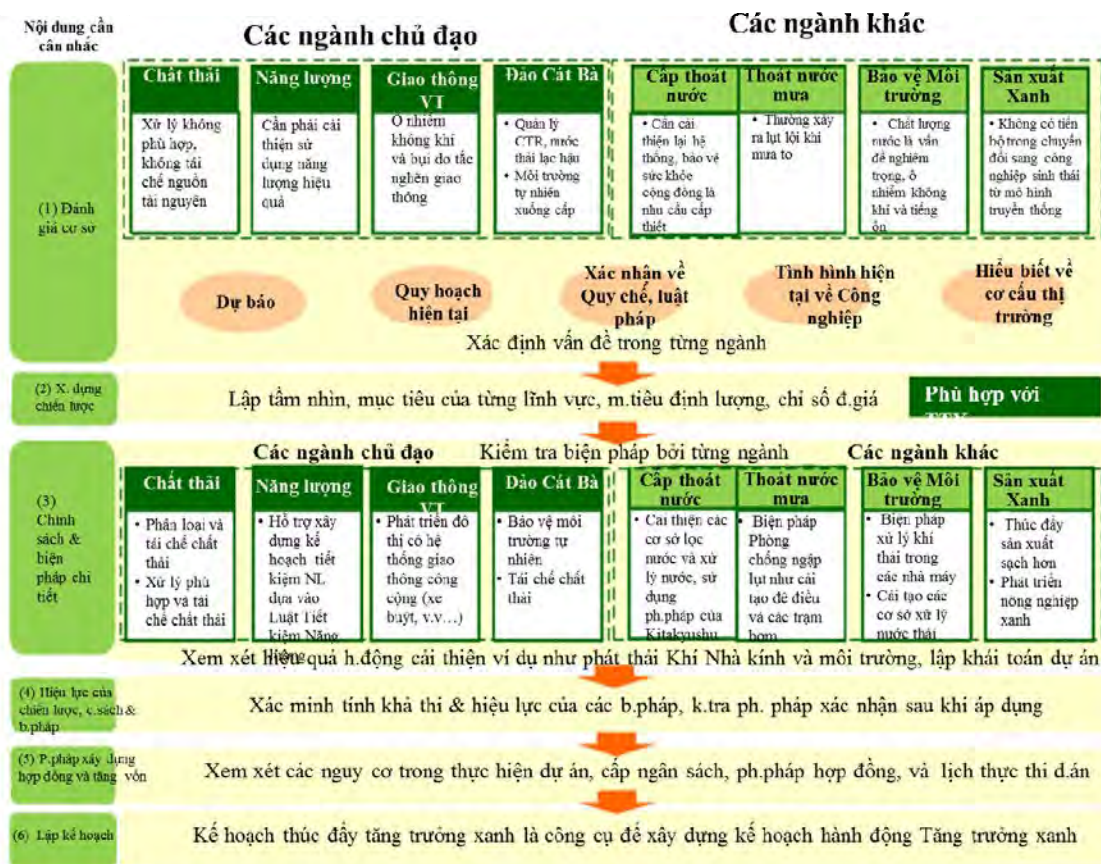 Nội dung cần
cân nhắc
Các ngành chủ đạo
Các ngành khác
(1) Đánh
giá cơ sở
Chất thải
Xử lý không
phù hợp,
không tái
chế nguồn
tài nguyên
Năng lượng
Cần phải cải
thiện sử
dụng năng
lượng hiệu
quả
Giao thông
VT
Ô nhiễm
không khí
và bụi do tắc
nghẽn giao
thông
Đảo Cát Bà
• Quản lý
CTR, nước
thải lạc hậu
• Môi trường
tự nhiên
xuống cấp
Cấp thoát
nước
• Cần cải
thiện lại hệ
thống, bảo vệ
sức khỏe
cộng đồng là
nhu cầu cấp
thiết
Thoát nước
mưa
• Thường xảy
ra lụt lội khi
mưa to
Bảo vệ Môi
trường
• Chất lượng
nước là vấn
đề nghiêm
trọng, ô
nhiễm không
khí và tiếng
ồn
Sản xuất
Xanh
• Không có tiến
bộ trong chuyển
đổi sang công
nghiệp sinh thái
từ mô hình
truyền thống
Dự báo
Quy hoạch
hiện tại
Xác nhận về
Quy chế, luật
pháp
Tình hình hiện
tại về Công
nghiệp
Hiểu biết về
cơ cấu thị
trường
Xác định vấn đề trong từng ngành
(2) X. dựng
chiến lược
Lập tầm nhìn, mục tiêu của từng lĩnh vực, m.tiêu định lượng, chỉ số đ.giá
Phù hợp với
(3)
Chính
sách &
biện
pháp chi
tiết
Các ngành chủ đạo
Kiểm tra biện pháp bởi từng ngành
Các ngành khác
Chất thải
• Phân loại và
tái chế chất
thải
• Xử lý phù
hợp và tái
chế chất thải
Năng lượng
• Hỗ trợ xây
dựng kế
hoạch tiết
kiệm NL
dựa vào
Luật Tiết
kiệm Năng
lượng
Giao thông
VT
• Phát triển đô
thị có hệ
thống giao
thông công
cộng (xe
buýt, v.v…)
Đảo Cát Bà
• Bảo vệ môi
trường tự
nhiên
• Tái chế chất
thải
Cấp thoát
nước
• Cải thiện các
cơ sở lọc
nước và xử
lý nước, sử
dụng
ph.pháp của
Kitakyushu
Thoát nước
mưa
• Biện pháp
Phòng
chống ngập
lụt như cải
tạo đê điều
và các trạm
bơm
Bảo vệ Môi
trường
• Biện pháp
xử lý khí
thải trong
các nhà máy
• Cải tạo các
cơ sở xử lý
nước thải
Sản xuất
Xanh
• Thúc đẩy
sản xuất
sạch hơn
• Phát triển
nông nghiệp
xanh
Xem xét hiệu quả h.động cải thiện ví dụ như phát thải Khí Nhà kính và môi trường, lập khái toán dự án
(4) Hiệu lực của
chiến lược, c.sách &
b.pháp
Xác minh tính khả thi & hiệu lực của các b.pháp, k.tra ph. pháp xác nhận sau khi áp dụng
(5) P.pháp xây dựng
hợp đồng và tăng vốn
Xem xét các nguy cơ trong thực hiện dự án, cấp ngân sách, ph.pháp hợp đồng, và lịch thực thi d.án
(6) Lập kế hoạch
Kế hoạch thúc đẩy tăng trưởng xanh là công cụ để xây dựng kế hoạch hành động Tăng trưởng xanh